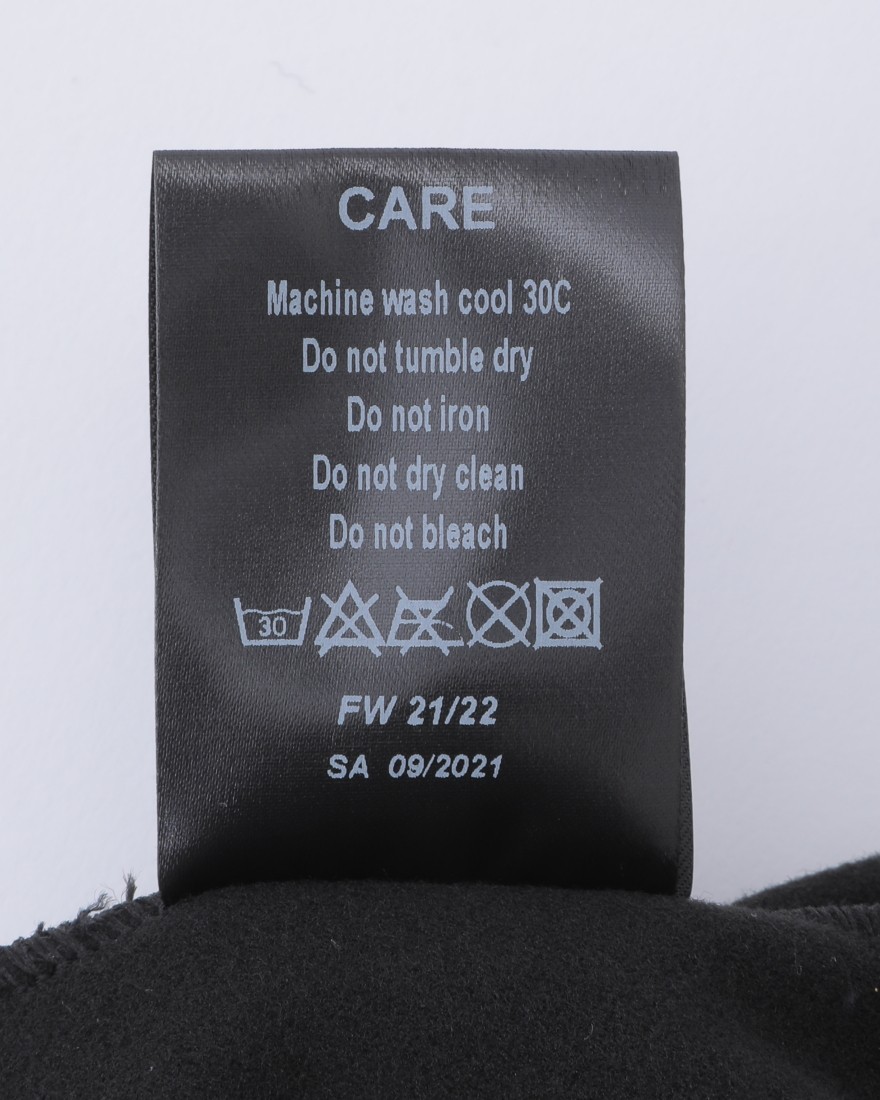 CARE
Machine wash cool 30C
Do not tumble dry
Do not iron
Do not dry clean
Do not bleach
30
FW 21/22
SA 09/2021